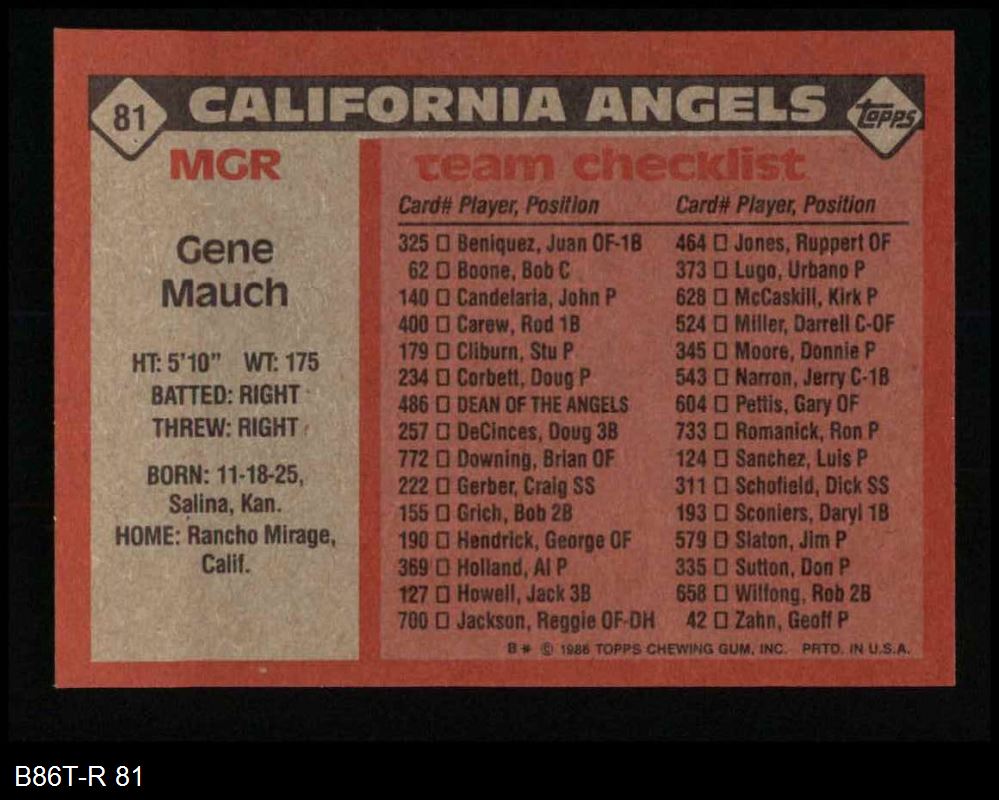 81
CALIFORNIA ANGELS
Topps
MGR
Gene
Mauch
HT: 5'10" WT: 175
BATTED: RIGHT
THREW: RIGHT
BORN: 11-18-25,
Salina, Kan.
HOME: Rancho Mirage,
Calif.
team checklist
Card# Player, Position
325 □ Beniquez, Juan OF-1B
62 □ Boone, Bob C
140 □ Candelaria, John P
400 □ Carew, Rod 1B
179 □ Cliburn, Stu P
234 □ Corbett, Doug P
486 □ DEAN OF THE ANGELS
257 □ DeCinces, Doug 3B
772 □ Downing, Brian OF
222 □ Gerber, Craig SS
155 □ Grich, Bob 2B
190 □ Hendrick, George OF
369 □ Holland, Al P
127 □ Howell, Jack 3B
700 □ Jackson, Reggie OF-DH
Card# Player, Position
464 □ Jones, Ruppert OF
373 □ Lugo, Urbano P
628 □ McCaskill, Kirk P
524 □ Miller, Darrell C-OF
345 □ Moore, Donnie P
543 □ Narron, Jerry C-1B
604 □ Pettis, Gary OF
733 □ Romanick, Ron P
124 □ Sanchez, Luis P
311 □ Schofield, Dick SS
193 □ Sconiers, Daryl 1B
579 □ Slaton, Jim P
335 □ Sutton, Don P
658 □ Wilfong, Rob 2B
42 □ Zahn, Geoff P
B* © 1986 TOPPS CHEWING GUM, INC. PRTD. IN U.S.A.
B86T-R 81